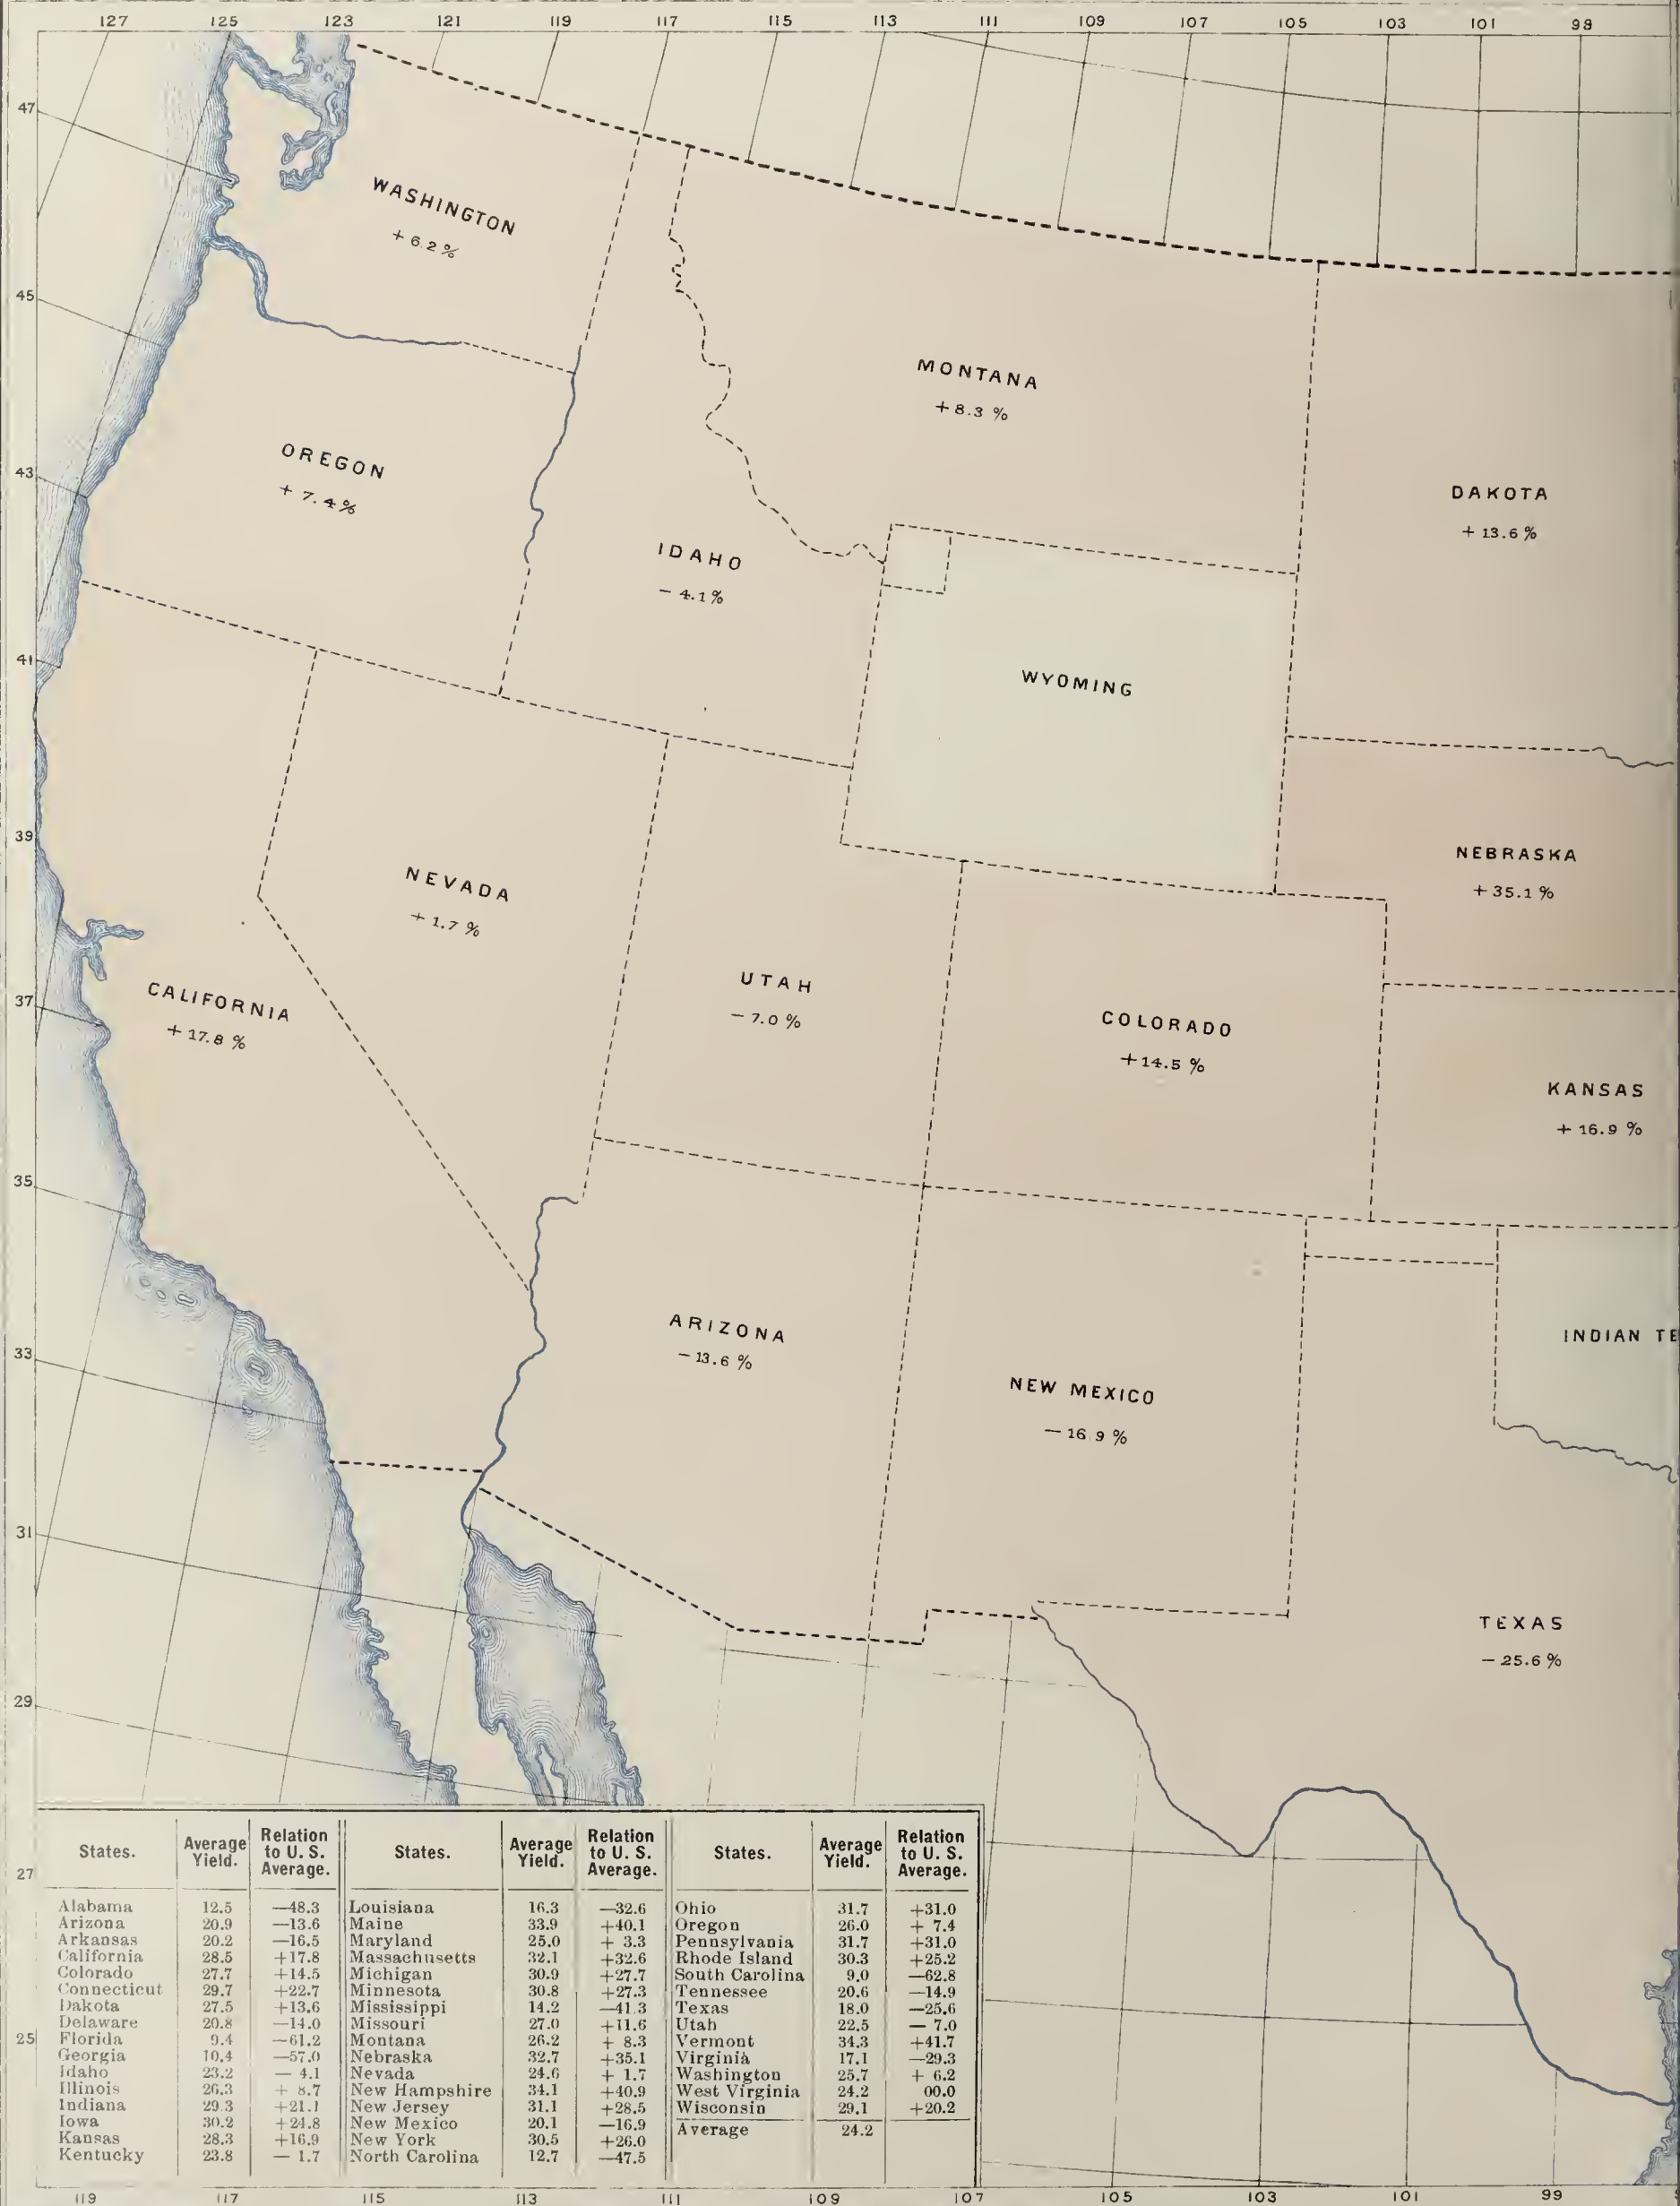 127 125 123 121 119 117 115 113 111 109 107 105 103 101 99
47
WASHINGTON
+ 6.2 %
45
MONTANA
+ 8.3 %
OREGON
+ 7.4 %
43
DAKOTA
+ 13.6 %
IDAHO
− 4.1 %
41
WYOMING
39
NEBRASKA
+ 35.1 %
NEVADA
+ 1.7 %
UTAH
− 7.0 %
37
CALIFORNIA
+ 17.8 %
COLORADO
+ 14.5 %
KANSAS
+ 16.9 %
35
ARIZONA
− 13.6 %
INDIAN TE
33
NEW MEXICO
− 16.9 %
31
TEXAS
− 25.6 %
29
27
25
States. Average Yield. Relation to U. S. Average. States. Average Yield. Relation to U. S. Average. States. Average Yield. Relation to U. S. Average.
Alabama 12.5 —48.3 Louisiana 16.3 —32.6 Ohio 31.7 +31.0
Arizona 20.9 —13.6 Maine 33.9 +40.1 Oregon 26.0 + 7.4
Arkansas 20.2 —16.5 Maryland 25.0 + 3.3 Pennsylvania 31.7 +31.0
California 28.5 +17.8 Massachusetts 32.1 +32.6 Rhode Island 30.3 +25.2
Colorado 27.7 +14.5 Michigan 30.9 +27.7 South Carolina 9.0 —62.8
Connecticut 29.7 +22.7 Minnesota 30.8 +27.3 Tennessee 20.6 —14.9
Dakota 27.5 +13.6 Mississippi 14.2 —41.3 Texas 18.0 —25.6
Delaware 20.8 —14.0 Missouri 27.0 +11.6 Utah 22.5 — 7.0
Florida 9.4 —61.2 Montana 26.2 + 8.3 Vermont 34.3 +41.7
Georgia 10.4 —57.0 Nebraska 32.7 +35.1 Virginia 17.1 —29.3
Idaho 23.2 — 4.1 Nevada 24.6 + 1.7 Washington 25.7 + 6.2
Illinois 26.3 + 8.7 New Hampshire 34.1 +40.9 West Virginia 24.2 00.0
Indiana 29.3 +21.1 New Jersey 31.1 +28.5 Wisconsin 29.1 +20.2
Iowa 30.2 +24.8 New Mexico 20.1 —16.9 Average 24.2
Kansas 28.3 +16.9 New York 30.5 +26.0
Kentucky 23.8 — 1.7 North Carolina 12.7 —47.5
119 117 115 113 111 109 107 105 103 101 99